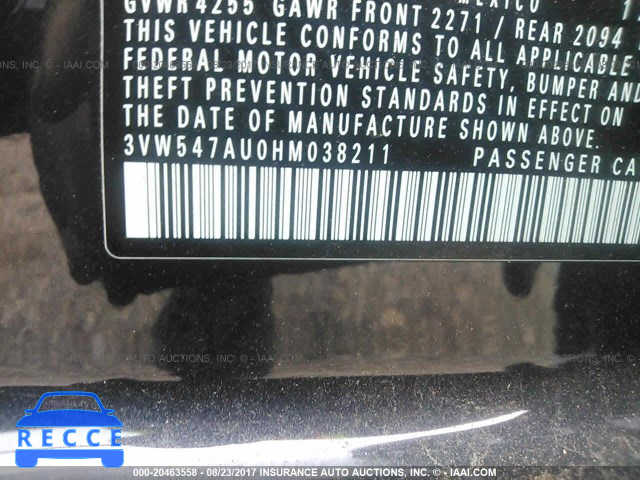 MEXICO 1
GVWR 4255 GAWR FRONT 2271 / REAR 2094
THIS VEHICLE CONFORMS TO ALL APPLICABLE
FEDERAL MOTOR VEHICLE SAFETY, BUMPER AND
THEFT PREVENTION STANDARDS IN EFFECT ON
THE DATE OF MANUFACTURE SHOWN ABOVE.
3VW547AU0HM038211 PASSENGER CA
RECCE
000-20463558 - 08/23/2017 INSURANCE AUTO AUCTIONS, INC. - © - IAAI.COM